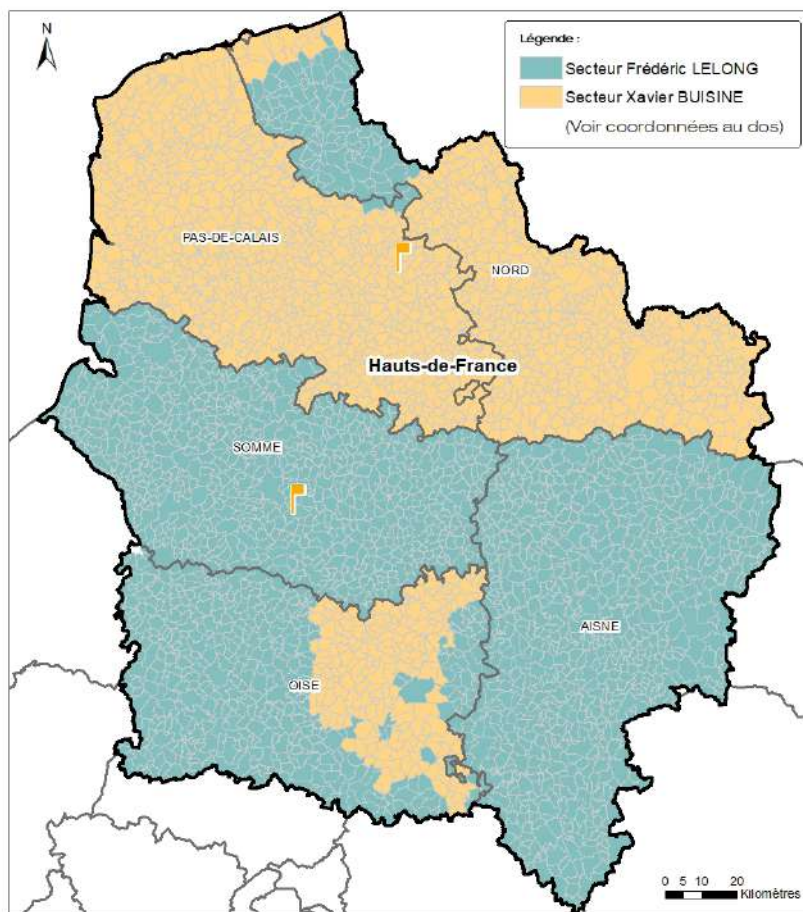 N
Légende :
Secteur Frédéric LELONG
Secteur Xavier BUISINE
(Voir coordonnées au dos)
PAS-DE-CALAIS
NORD
Hauts-de-France
SOMME
AISNE
OISE
0 5 10 20
Kilomètres